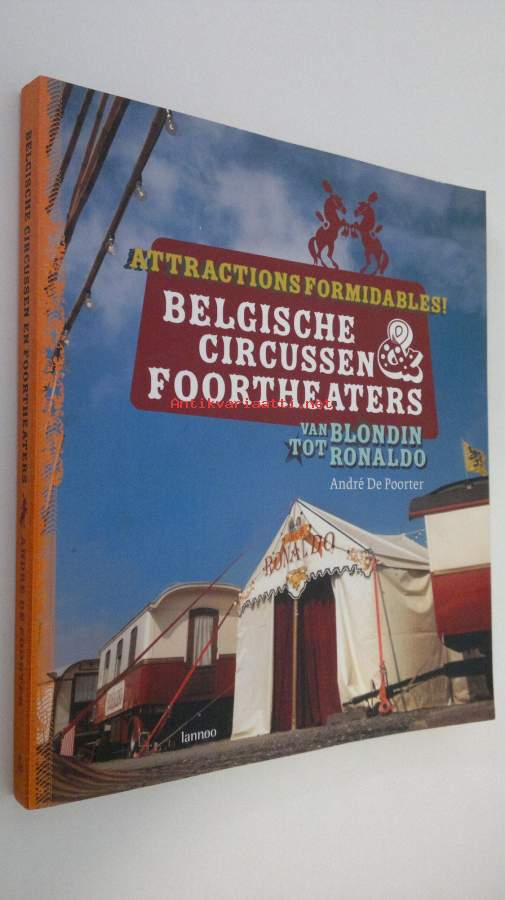 BELGISCHE CIRCUSSEN EN FOORTHEATERS ANDRÉ DE POORTER
ATTRACTIONS FORMIDABLES!
BELGISCHE
CIRCUSSEN &
FOORTHEATERS
Antikvariaatti.net
VAN BLONDIN
TOT RONALDO
André De Poorter
RONALDO
lannoo